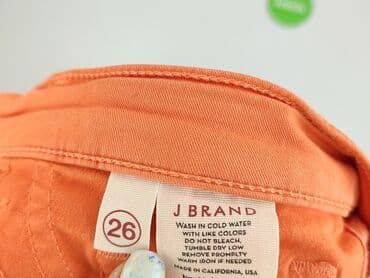 26
J BRAND
WASH IN COLD WATER
WITH LIKE COLORS
DO NOT BLEACH,
TUMBLE DRY LOW
REMOVE PROMPTLY
WARM IRON IF NEEDED
MADE IN CALIFORNIA, USA